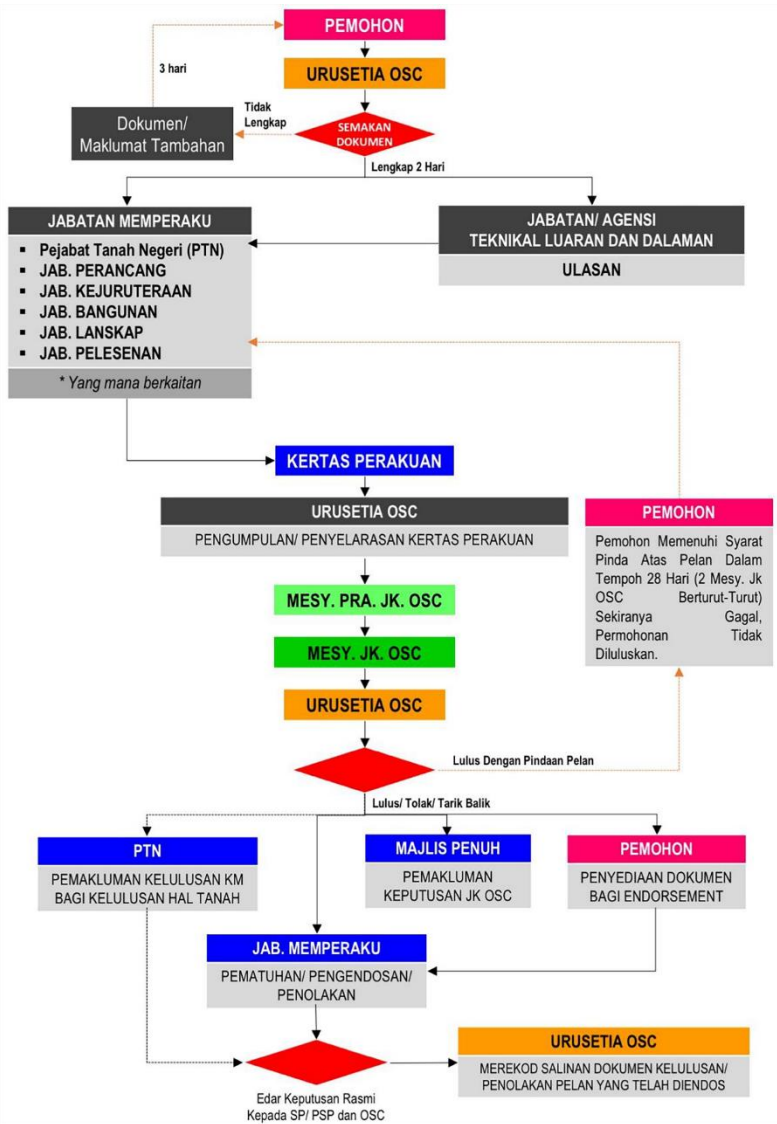 PEMOHON
3 hari
URUSETIA OSC
Tidak
Lengkap
Dokumen/
Maklumat Tambahan
SEMAKAN
DOKUMEN
Lengkap 2 Hari
JABATAN MEMPERAKU
▪ Pejabat Tanah Negeri (PTN)
▪ JAB. PERANCANG
▪ JAB. KEJURUTERAAN
▪ JAB. BANGUNAN
▪ JAB. LANSKAP
▪ JAB. PELESENAN
* Yang mana berkaitan
JABATAN/ AGENSI
TEKNIKAL LUARAN DAN DALAMAN
ULASAN
KERTAS PERAKUAN
URUSETIA OSC
PENGUMPULAN/ PENYELARASAN KERTAS PERAKUAN
PEMOHON
Pemohon Memenuhi Syarat
Pinda Atas Pelan Dalam
Tempoh 28 Hari (2 Mesy. Jk
OSC Berturut-Turut)
Sekiranya Gagal,
Permohonan Tidak
Diluluskan.
MESY. PRA. JK. OSC
MESY. JK. OSC
URUSETIA OSC
Lulus Dengan Pindaan Pelan
Lulus/ Tolak/ Tarik Balik
PTN
PEMAKLUMAN KELULUSAN KM
BAGI KELULUSAN HAL TANAH
MAJLIS PENUH
PEMAKLUMAN
KEPUTUSAN JK OSC
PEMOHON
PENYEDIAAN DOKUMEN
BAGI ENDORSEMENT
JAB. MEMPERAKU
PEMATUHAN/ PENGENDOSAN/
PENOLAKAN
URUSETIA OSC
MEREKOD SALINAN DOKUMEN KELULUSAN/
PENOLAKAN PELAN YANG TELAH DIENDOS
Edar Keputusan Rasmi
Kepada SP/ PSP dan OSC